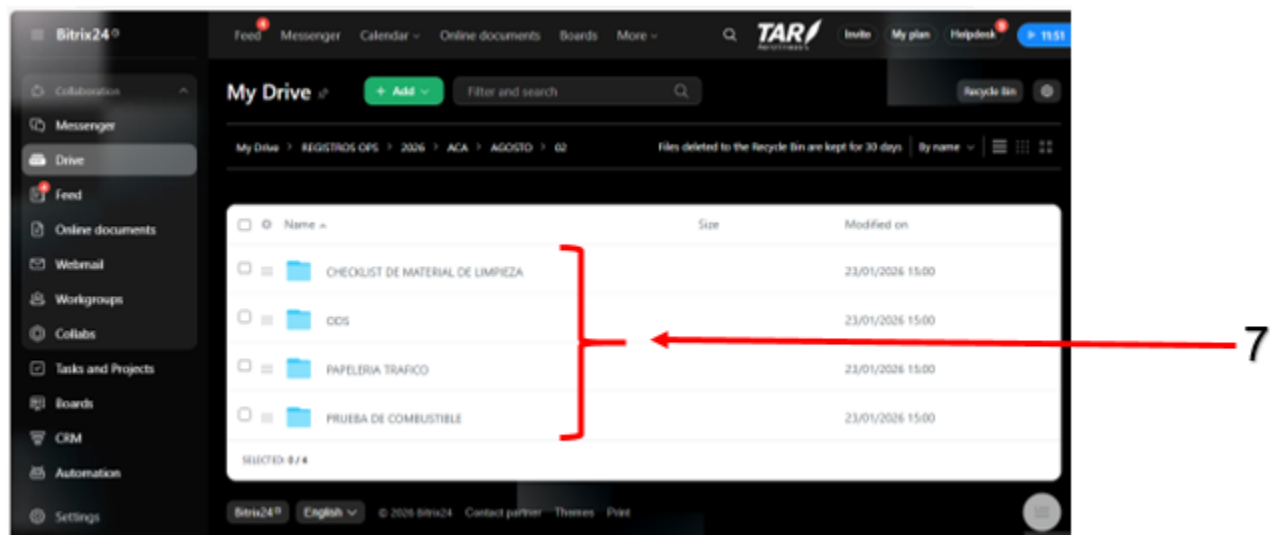 Bitrix24
Feed 4 Messenger Calendar Online documents Boards More
TAR
Invite My plan Helpdesk 11:51
Collaboration
Messenger
Drive
Feed
Online documents
Webmail
Workgroups
Collabs
Tasks and Projects
Boards
CRM
Automation
Settings
My Drive + Add Filter and search Recycle Bin
My Drive > REGISTROS OPS > 2026 > ACA > AGOSTO > 02 Files deleted to the Recycle Bin are kept for 30 days By name
Name Size Modified on
CHECKLIST DE MATERIAL DE LIMPIEZA 23/01/2026 15:00
ODS 23/01/2026 15:00
PAPELERIA TRAFICO 23/01/2026 15:00
PRUEBA DE COMBUSTIBLE 23/01/2026 15:00
SELECTED: 0 / 4
7
Bitrix24 English © 2026 Bitrix24 Contact partner Themes Print